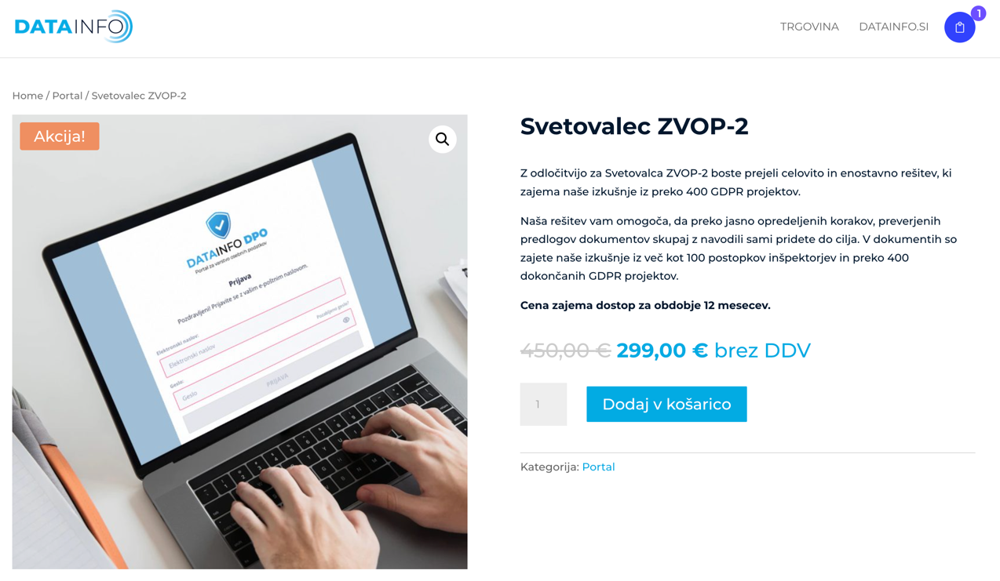 DATAINFO
TRGOVINA
DATAINFO.SI
1
Home / Portal / Svetovalec ZVOP-2
Akcija!
DATAINFO DPO
Portal za varstvo osebnih podatkov
Prijava
Pozdravljeni! Prijavite se z vašim e-poštnim naslovom.
Elektronski naslov:
Elektronski naslov
Geslo:
Pozabljeno geslo?
Geslo
PRIJAVA
Svetovalec ZVOP-2
Z odločitvijo za Svetovalca ZVOP-2 boste prejeli celovito in enostavno rešitev, ki
zajema naše izkušnje iz preko 400 GDPR projektov.
Naša rešitev vam omogoča, da preko jasno opredeljenih korakov, preverjenih
predlogov dokumentov skupaj z navodili sami pridete do cilja. V dokumentih so
zajete naše izkušnje iz več kot 100 postopkov inšpektorjev in preko 400
dokončanih GDPR projektov.
Cena zajema dostop za obdobje 12 mesecev.
450,00 € 299,00 € brez DDV
1
Dodaj v košarico
Kategorija: Portal